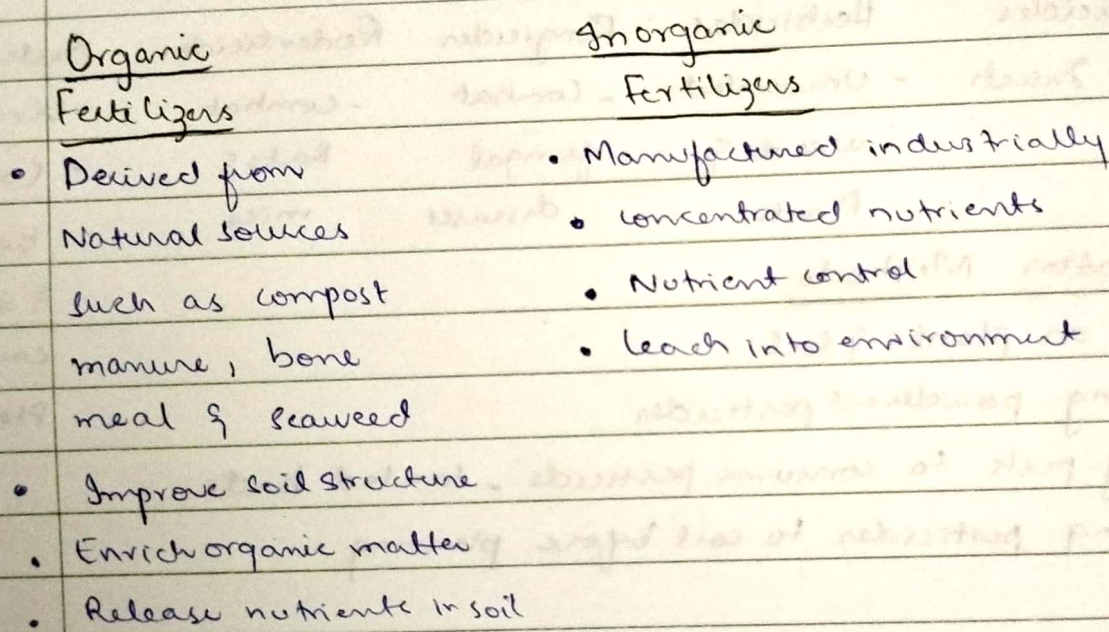 Organic
Fertilizers
• Derived from
Natural sources
such as compost
manure, bone
meal & seaweed
• Improve soil structure
• Enrich organic matter
• Release nutrients in soil
Inorganic
Fertilizers
• Manufactured industrially
• concentrated nutrients
• Nutrient control
• leach into environment